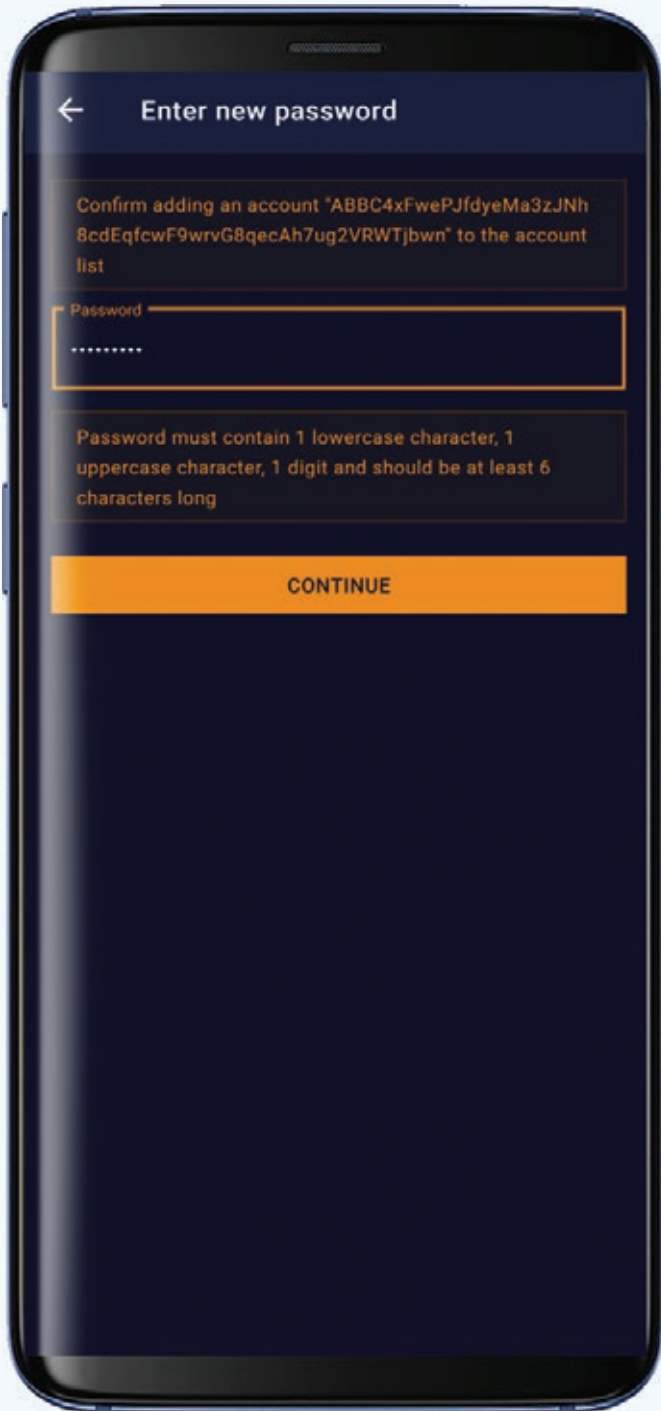 Enter new password
Confirm adding an account "ABBC4xFwePJfdyeMa3zJNh
8cdEqfcwF9wrvG8qecAh7ug2VRWTjbwn" to the account
list
Password
·········
Password must contain 1 lowercase character, 1
uppercase character, 1 digit and should be at least 6
characters long
CONTINUE